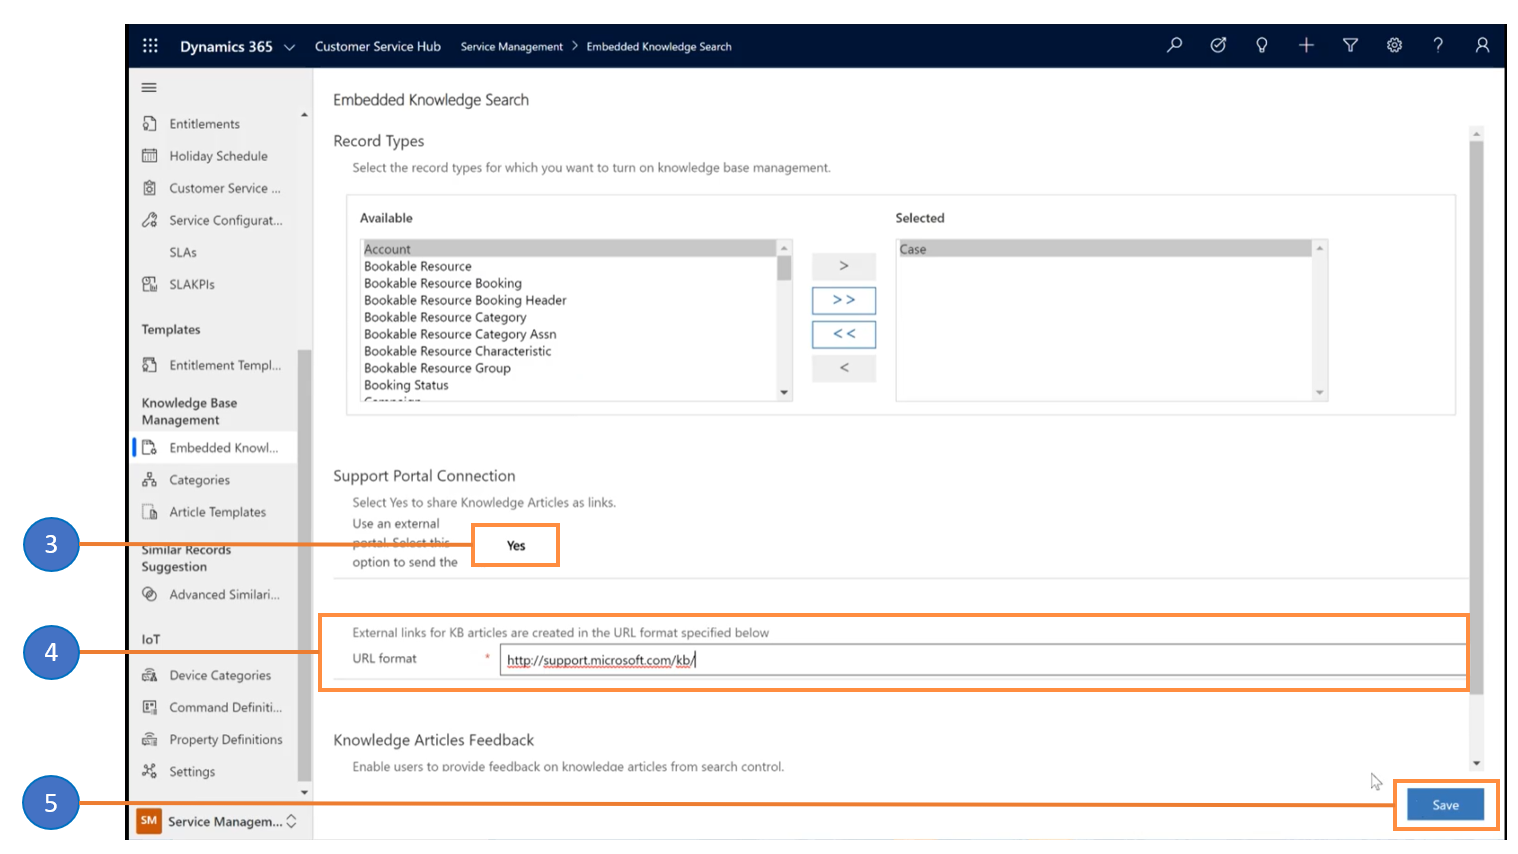 Dynamics 365
Customer Service Hub
Service Management > Embedded Knowledge Search
Entitlements
Holiday Schedule
Customer Service ...
Service Configurat...
SLAs
SLAKPIs
Templates
Entitlement Templ...
Knowledge Base
Management
Embedded Knowl...
Categories
Article Templates
Similar Records
Suggestion
Advanced Similari...
IoT
Device Categories
Command Definiti...
Property Definitions
Settings
SM
Service Managem...
Embedded Knowledge Search
Record Types
Select the record types for which you want to turn on knowledge base management.
Available
Account
Bookable Resource
Bookable Resource Booking
Bookable Resource Booking Header
Bookable Resource Category
Bookable Resource Category Assn
Bookable Resource Characteristic
Bookable Resource Group
Booking Status
Campaign
>
>>
<<
<
Selected
Case
Support Portal Connection
Select Yes to share Knowledge Articles as links.
Use an external
portal. Select this
option to send the
Yes
3
External links for KB articles are created in the URL format specified below
URL format * http://support.microsoft.com/kb/
4
Knowledge Articles Feedback
Enable users to provide feedback on knowledge articles from search control.
5
Save